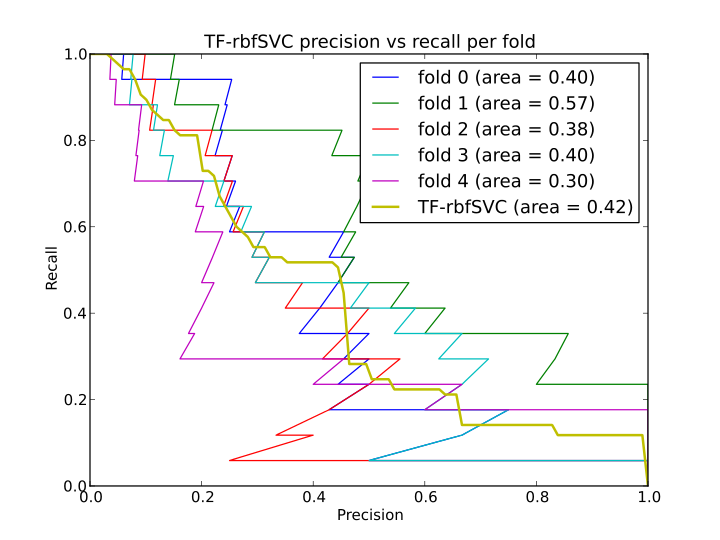 TF-rbfSVC precision vs recall per fold
1.0
0.8
0.6
0.4
0.2
0.0
Recall
fold 0 (area = 0.40)
fold 1 (area = 0.57)
fold 2 (area = 0.38)
fold 3 (area = 0.40)
fold 4 (area = 0.30)
TF-rbfSVC (area = 0.42)
0.0 0.2 0.4 0.6 0.8 1.0
Precision